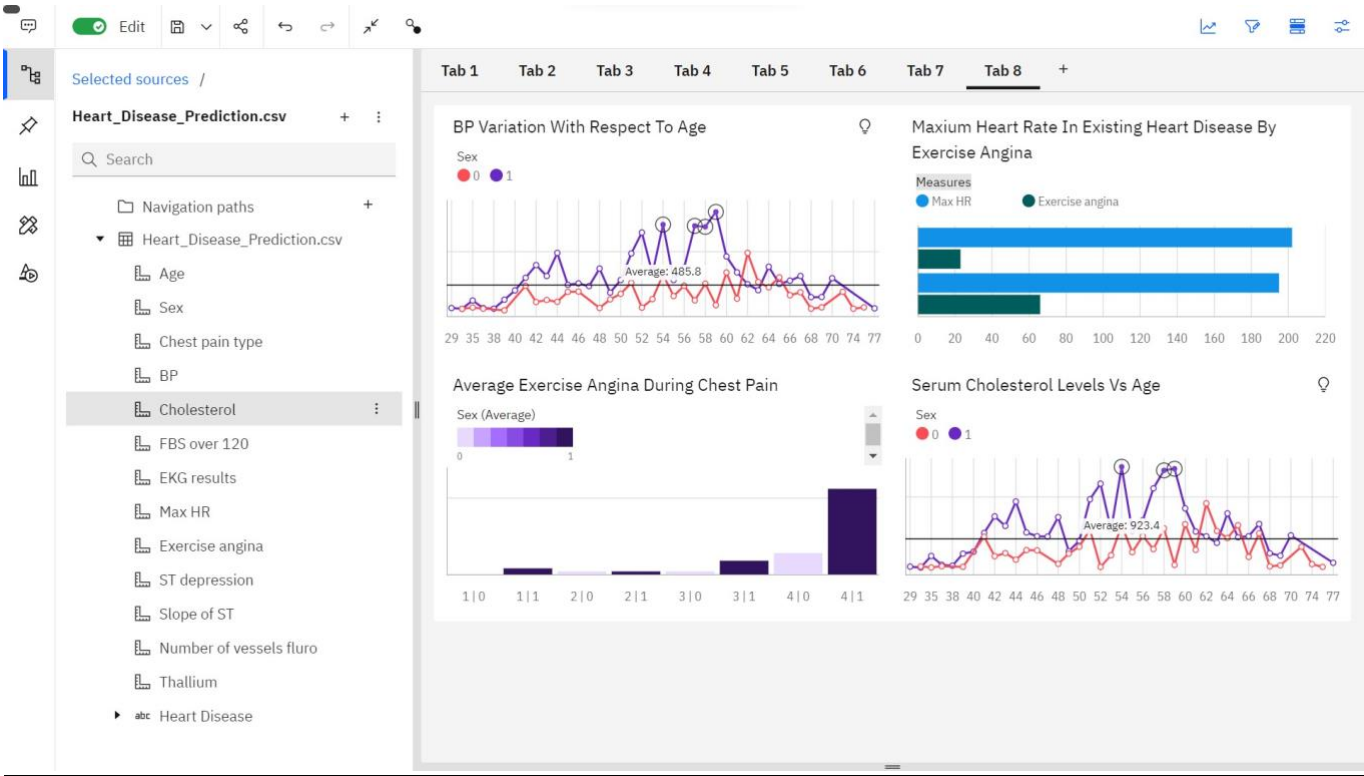 Edit
Selected sources /
Heart_Disease_Prediction.csv
Search
Navigation paths
Heart_Disease_Prediction.csv
Age
Sex
Chest pain type
BP
Cholesterol
FBS over 120
EKG results
Max HR
Exercise angina
ST depression
Slope of ST
Number of vessels fluro
Thallium
abc Heart Disease
Tab 1 Tab 2 Tab 3 Tab 4 Tab 5 Tab 6 Tab 7 Tab 8 +
BP Variation With Respect To Age
Sex
0 1
Average: 485.8
29 35 38 40 42 44 46 48 50 52 54 56 58 60 62 64 66 68 70 74 77
Maxium Heart Rate In Existing Heart Disease By
Exercise Angina
Measures
Max HR Exercise angina
0 20 40 60 80 100 120 140 160 180 200 220
Average Exercise Angina During Chest Pain
Sex (Average)
0 1
1|0 1|1 2|0 2|1 3|0 3|1 4|0 4|1
Serum Cholesterol Levels Vs Age
Sex
0 1
Average: 923.4
29 35 38 40 42 44 46 48 50 52 54 56 58 60 62 64 66 68 70 74 77